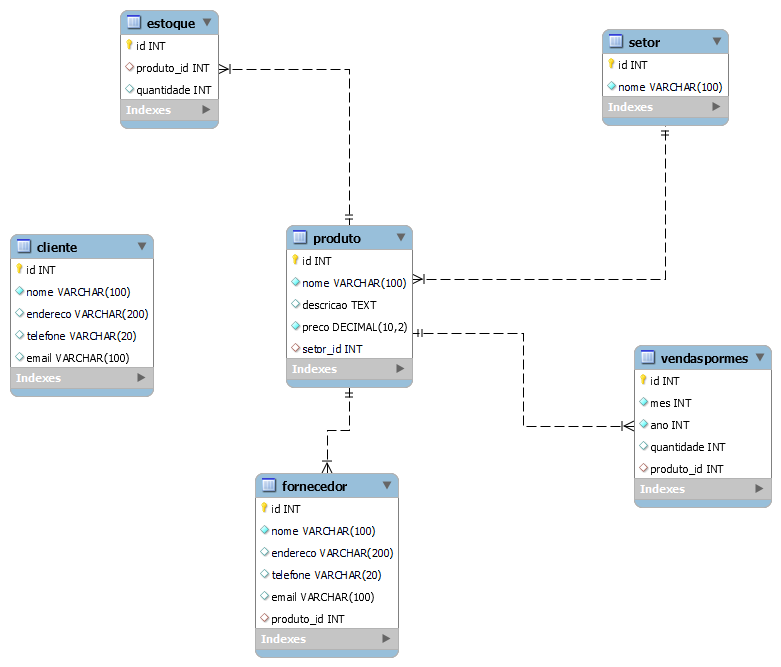 estoque
id INT
produto_id INT
quantidade INT
Indexes
setor
id INT
nome VARCHAR(100)
Indexes
cliente
id INT
nome VARCHAR(100)
endereco VARCHAR(200)
telefone VARCHAR(20)
email VARCHAR(100)
Indexes
produto
id INT
nome VARCHAR(100)
descricao TEXT
preco DECIMAL(10,2)
setor_id INT
Indexes
vendaspormes
id INT
mes INT
ano INT
quantidade INT
produto_id INT
Indexes
fornecedor
id INT
nome VARCHAR(100)
endereco VARCHAR(200)
telefone VARCHAR(20)
email VARCHAR(100)
produto_id INT
Indexes